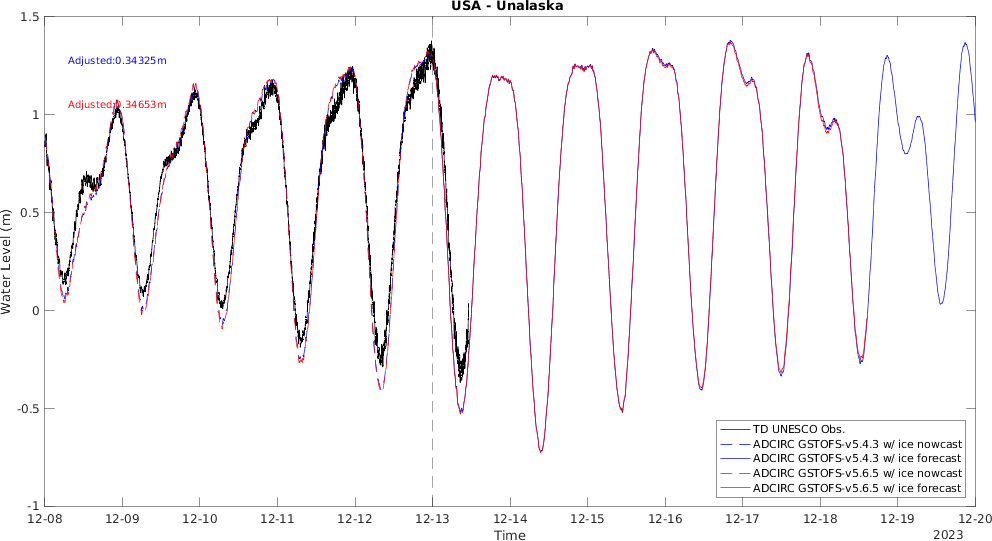 USA - Unalaska
1.5
Adjusted:0.34325m
Adjusted:0.34653m
1
0.5
Water Level (m)
0
-0.5
-1
TD UNESCO Obs.
ADCIRC GSTOFS-v5.4.3 w/ ice nowcast
ADCIRC GSTOFS-v5.4.3 w/ ice forecast
ADCIRC GSTOFS-v5.6.5 w/ ice nowcast
ADCIRC GSTOFS-v5.6.5 w/ ice forecast
12-08 12-09 12-10 12-11 12-12 12-13 12-14 12-15 12-16 12-17 12-18 12-19 12-20
Time
2023